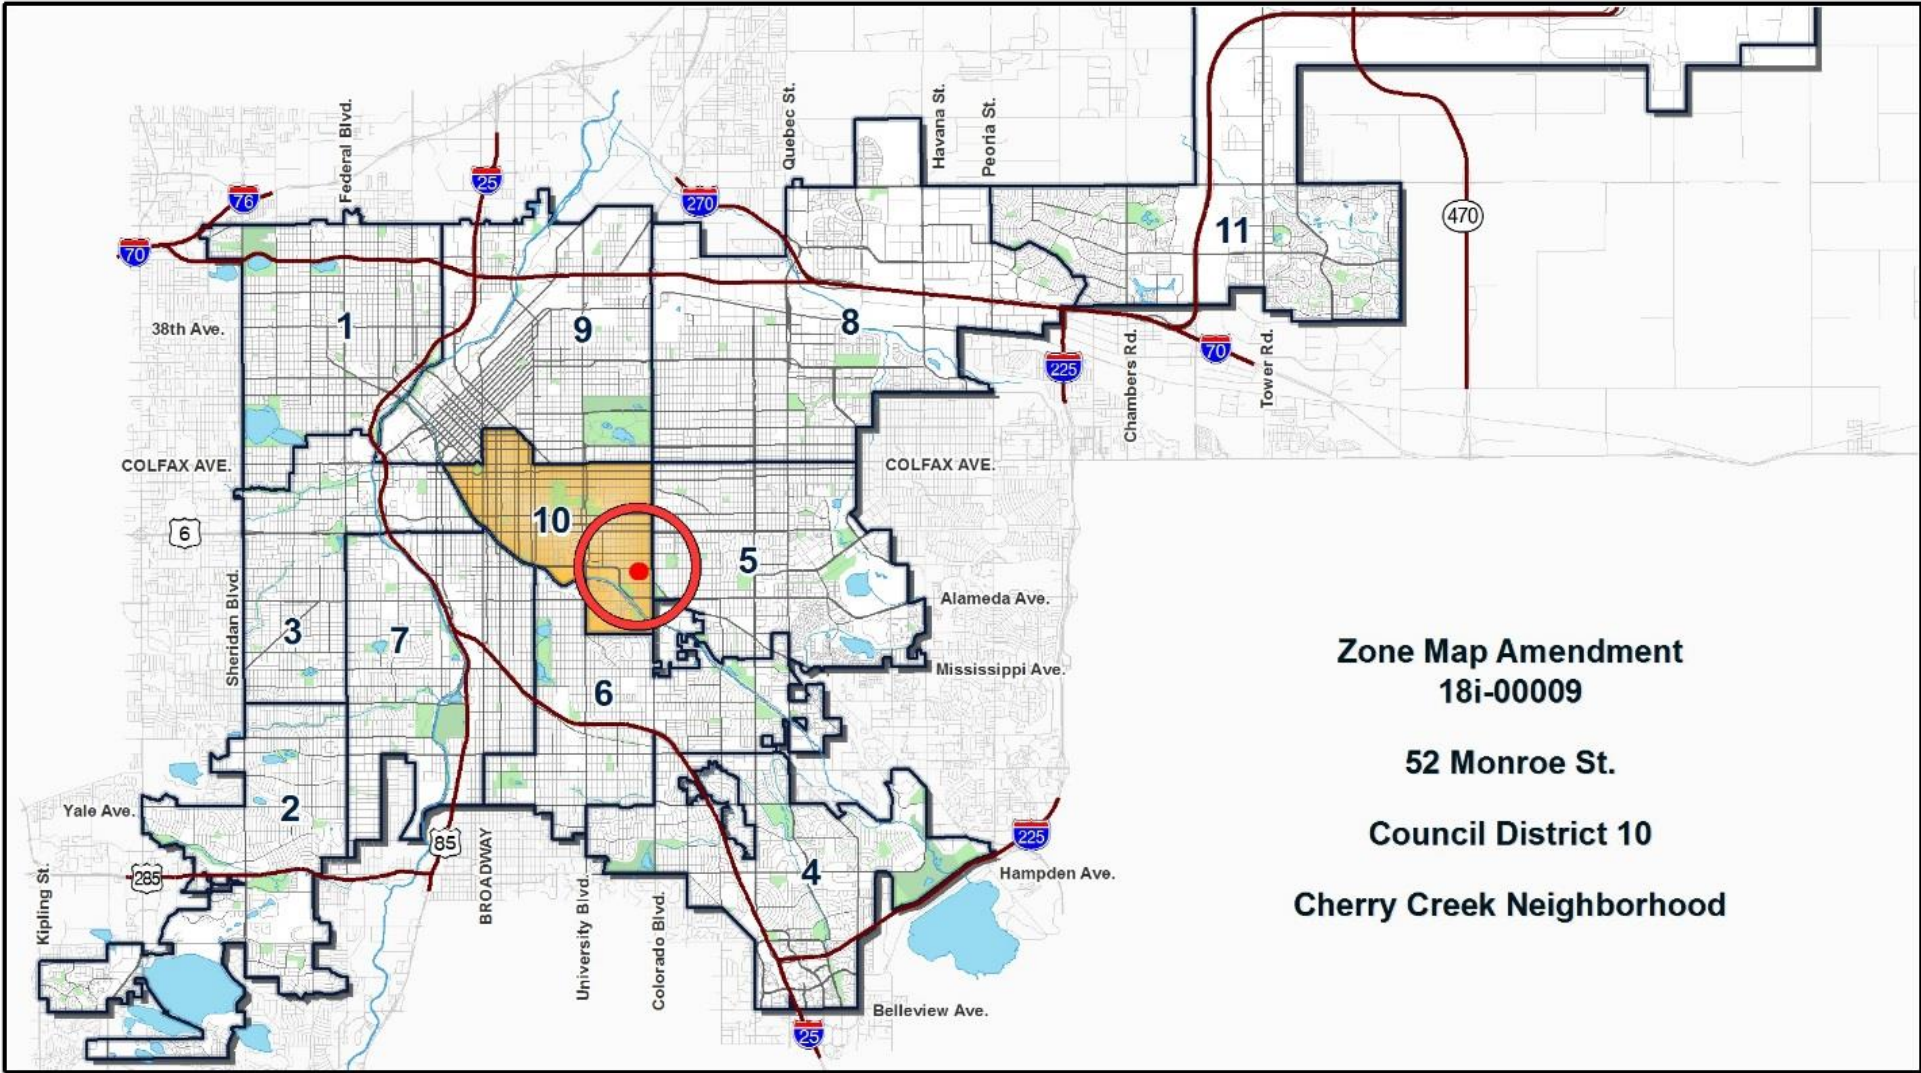 Quebec St.
Havana St.
Peoria St.
Federal Blvd.
25
76
270
70
470
11
38th Ave.
1
9
8
225
70
Chambers Rd.
Tower Rd.
COLFAX AVE.
COLFAX AVE.
6
10
5
Sheridan Blvd.
3
7
Alameda Ave.
Mississippi Ave.
6
Zone Map Amendment
18i-00009
52 Monroe St.
Council District 10
Cherry Creek Neighborhood
Yale Ave.
2
85
225
285
4
Hampden Ave.
Kipling St.
BROADWAY
University Blvd.
Colorado Blvd.
Belleview Ave.
25